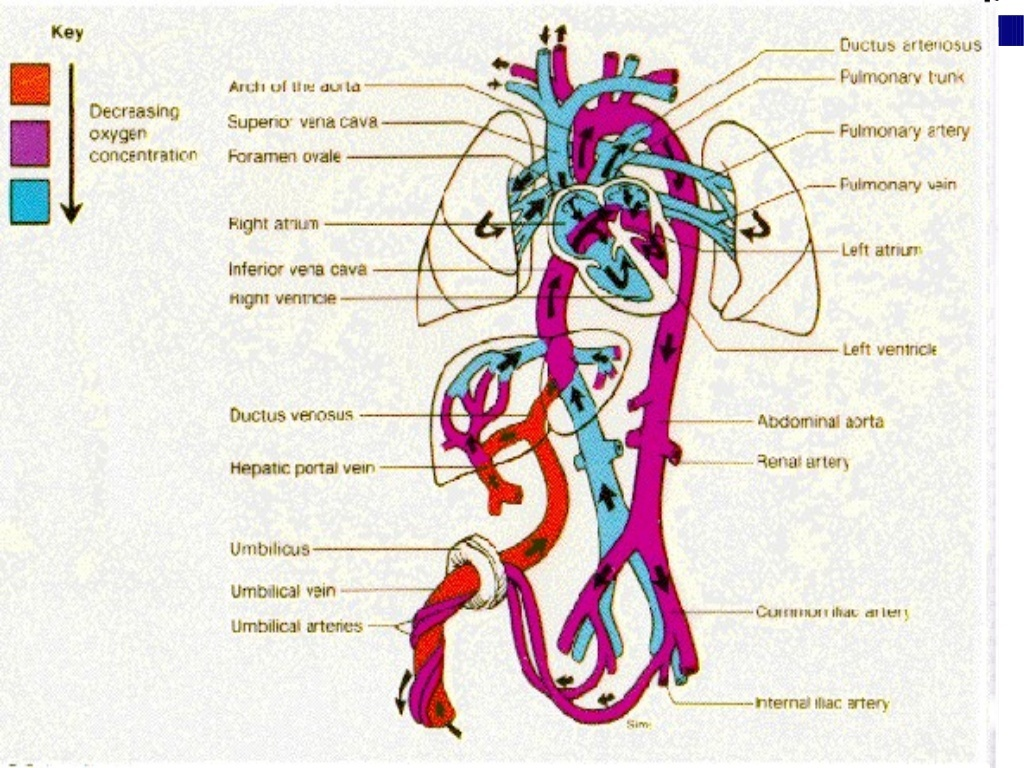 Key
Decreasing
oxygen
concentration
Arch of the aorta
Superior vena cava
Foramen ovale
Right atrium
Inferior vena cava
Right ventricle
Ductus venosus
Hepatic portal vein
Umbilicus
Umbilical vein
Umbilical arteries
Ductus arteriosus
Pulmonary trunk
Pulmonary artery
Pulmonary vein
Left atrium
Left ventricle
Abdominal aorta
Renal artery
Common iliac artery
Internal iliac artery